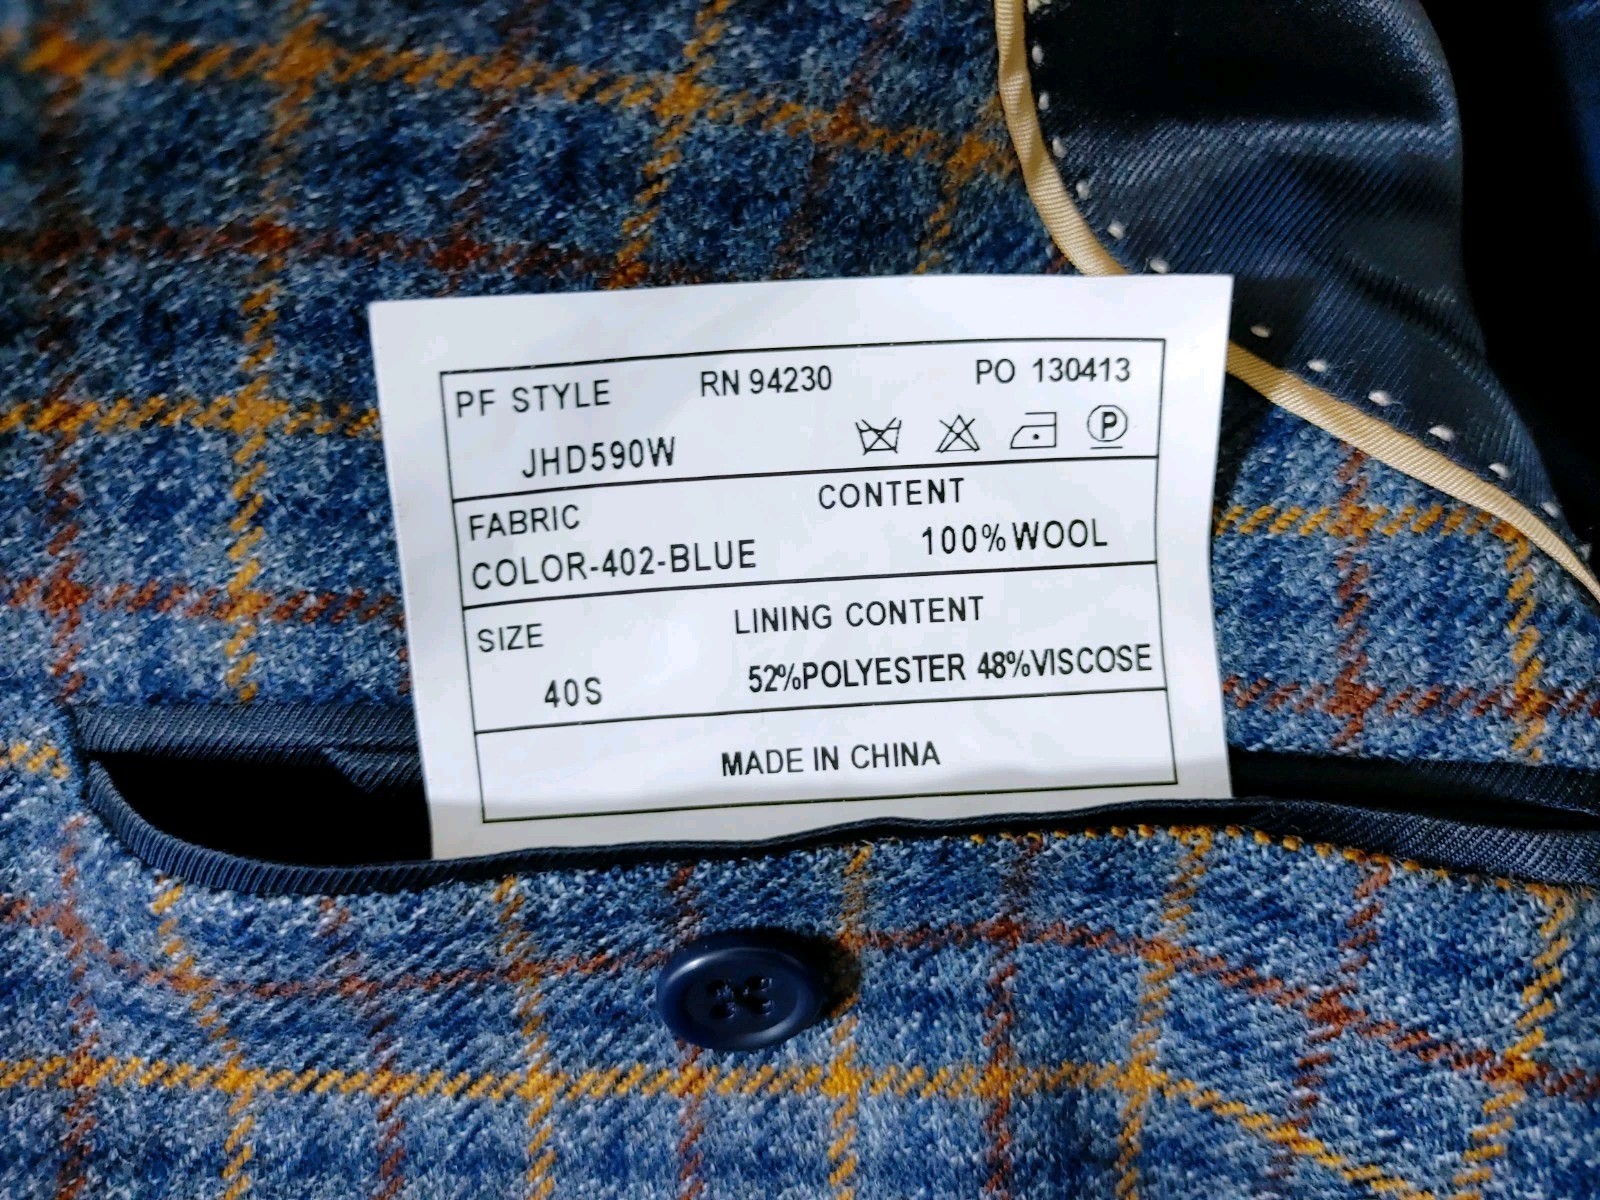 PF STYLE RN 94230 PO 130413
JHD590W P
FABRIC CONTENT
COLOR-402-BLUE 100%WOOL
SIZE LINING CONTENT
40S 52%POLYESTER 48%VISCOSE
MADE IN CHINA